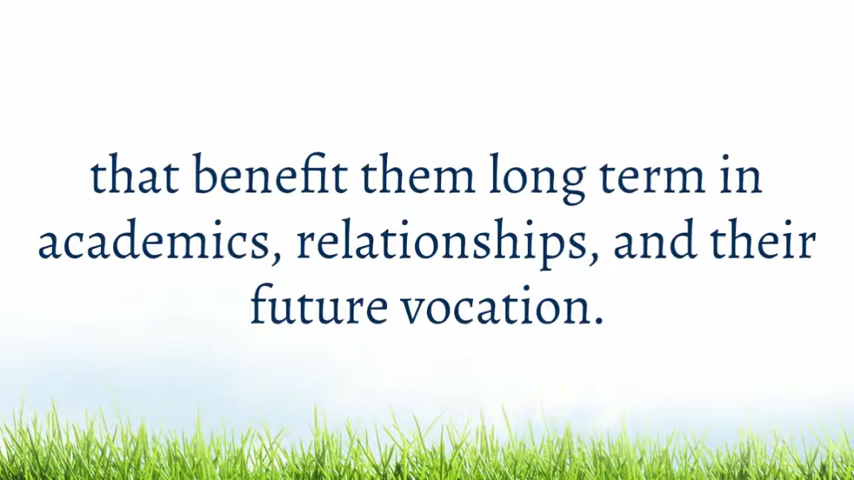 that benefit them long term in
academics, relationships, and their
future vocation.